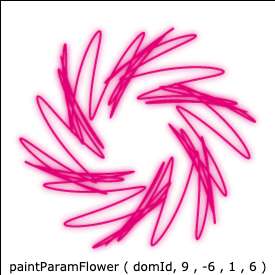 paintParamFlower ( domId, 9 , -6 , 1 , 6 )